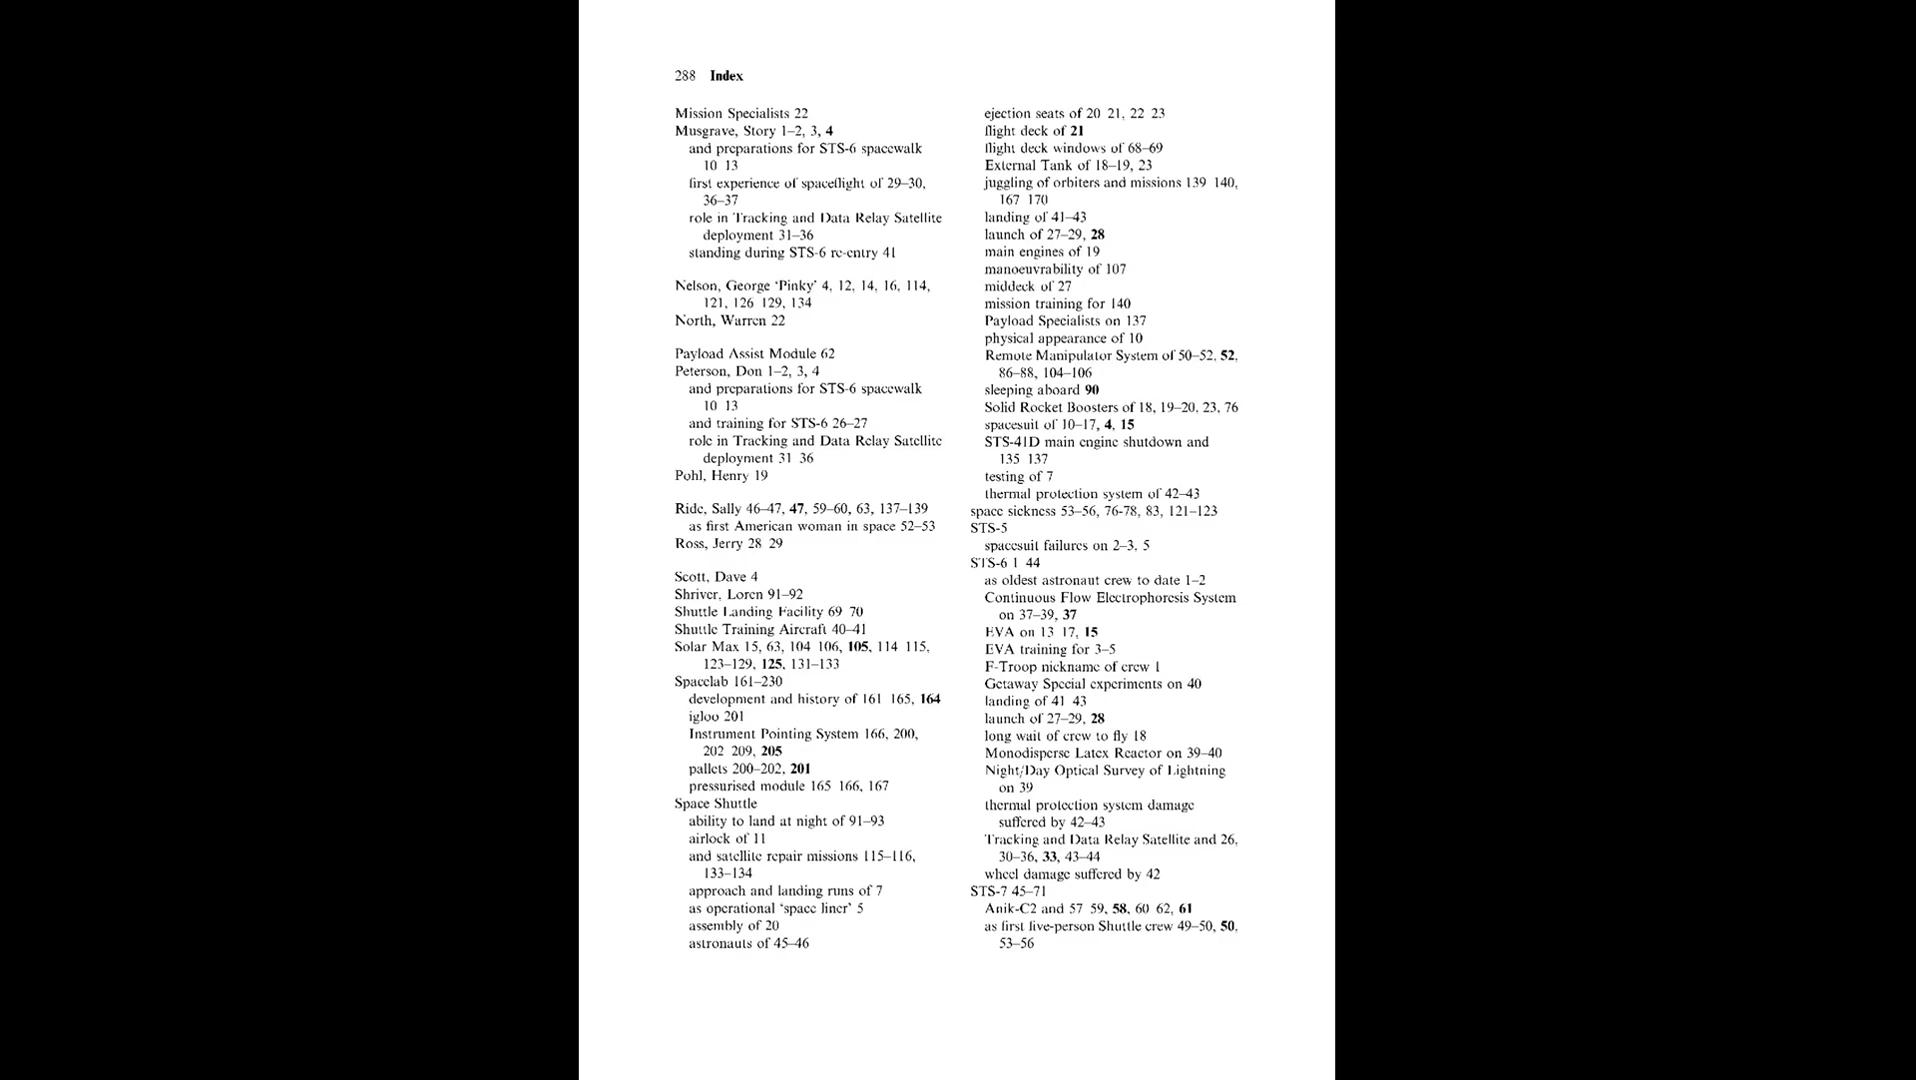 288 Index
Mission Specialists 22
Musgrave, Story 1–2, 3, 4
and preparations for STS-6 spacewalk
10 13
first experience of spaceflight of 29–30,
36–37
role in Tracking and Data Relay Satellite
deployment 31–36
standing during STS-6 re-entry 41
Nelson, George ‘Pinky’ 4, 12, 14, 16, 114,
121, 126 129, 134
North, Warren 22
Payload Assist Module 62
Peterson, Don 1–2, 3, 4
and preparations for STS-6 spacewalk
10 13
and training for STS-6 26–27
role in Tracking and Data Relay Satellite
deployment 31 36
Pohl, Henry 19
Ride, Sally 46–47, 47, 59–60, 63, 137–139
as first American woman in space 52–53
Ross, Jerry 28 29
Scott, Dave 4
Shriver, Loren 91–92
Shuttle Landing Facility 69 70
Shuttle Training Aircraft 40–41
Solar Max 15, 63, 104 106, 105, 114 115,
123–129, 125, 131–133
Spacelab 161–230
development and history of 161 165, 164
igloo 201
Instrument Pointing System 166, 200,
202 209, 205
pallets 200–202, 201
pressurised module 165 166, 167
Space Shuttle
ability to land at night of 91–93
airlock of 11
and satellite repair missions 115–116,
133–134
approach and landing runs of 7
as operational ‘space liner’ 5
assembly of 20
astronauts of 45–46
ejection seats of 20 21, 22 23
flight deck of 21
flight deck windows of 68–69
External Tank of 18–19, 23
juggling of orbiters and missions 139 140,
167 170
landing of 41–43
launch of 27–29, 28
main engines of 19
manoeuvrability of 107
middeck of 27
mission training for 140
Payload Specialists on 137
physical appearance of 10
Remote Manipulator System of 50–52, 52,
86–88, 104–106
sleeping aboard 90
Solid Rocket Boosters of 18, 19–20, 23, 76
spacesuit of 10–17, 4, 15
STS-41D main engine shutdown and
135 137
testing of 7
thermal protection system of 42–43
space sickness 53–56, 76-78, 83, 121–123
STS-5
spacesuit failures on 2–3, 5
STS-6 1 44
as oldest astronaut crew to date 1–2
Continuous Flow Electrophoresis System
on 37–39, 37
EVA on 13 17, 15
EVA training for 3–5
F-Troop nickname of crew 1
Getaway Special experiments on 40
landing of 41 43
launch of 27–29, 28
long wait of crew to fly 18
Monodisperse Latex Reactor on 39–40
Night/Day Optical Survey of Lightning
on 39
thermal protection system damage
suffered by 42–43
Tracking and Data Relay Satellite and 26,
30–36, 33, 43–44
wheel damage suffered by 42
STS-7 45–71
Anik-C2 and 57 59, 58, 60 62, 61
as first five-person Shuttle crew 49–50, 50,
53–56